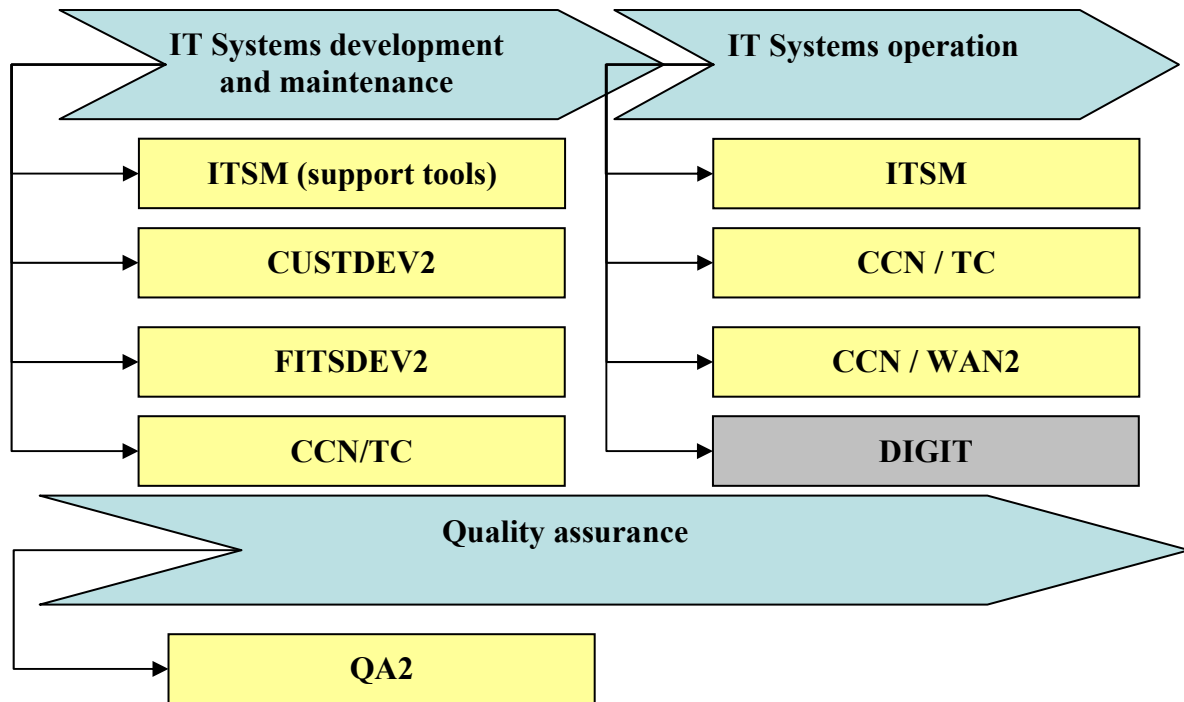 IT Systems development
and maintenance
ITSM (support tools)
CUSTDEV2
FITSDEV2
CCN/TC
IT Systems operation
ITSM
CCN / TC
CCN / WAN2
DIGIT
Quality assurance
QA2